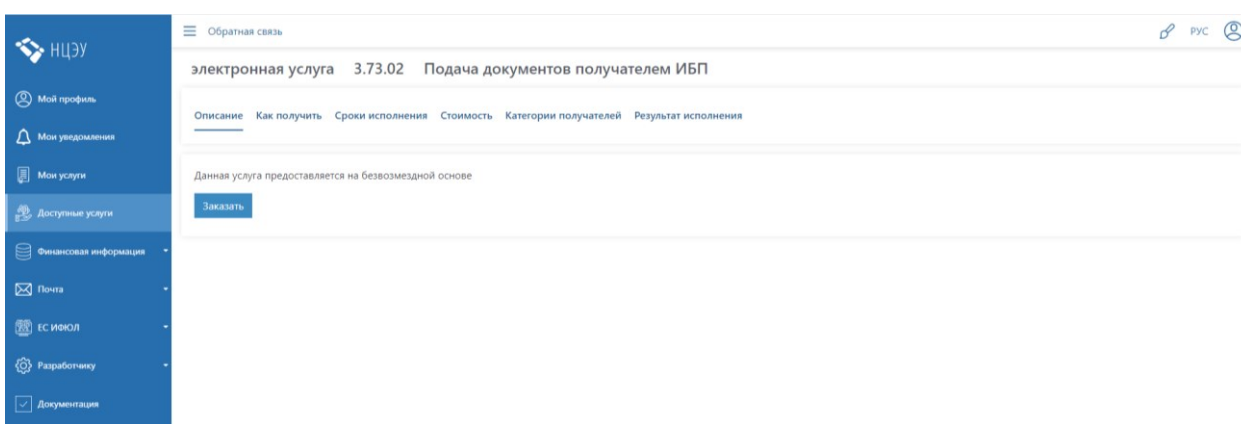 НЦЭУ
Обратная связь
РУС
электронная услуга 3.73.02 Подача документов получателем ИБП
Мой профиль
Мои уведомления
Мои услуги
Доступные услуги
Финансовая информация
Почта
ЕС ИФЮЛ
Разработчику
Документация
Описание Как получить Сроки исполнения Стоимость Категории получателей Результат исполнения
Данная услуга предоставляется на безвозмездной основе
Заказать